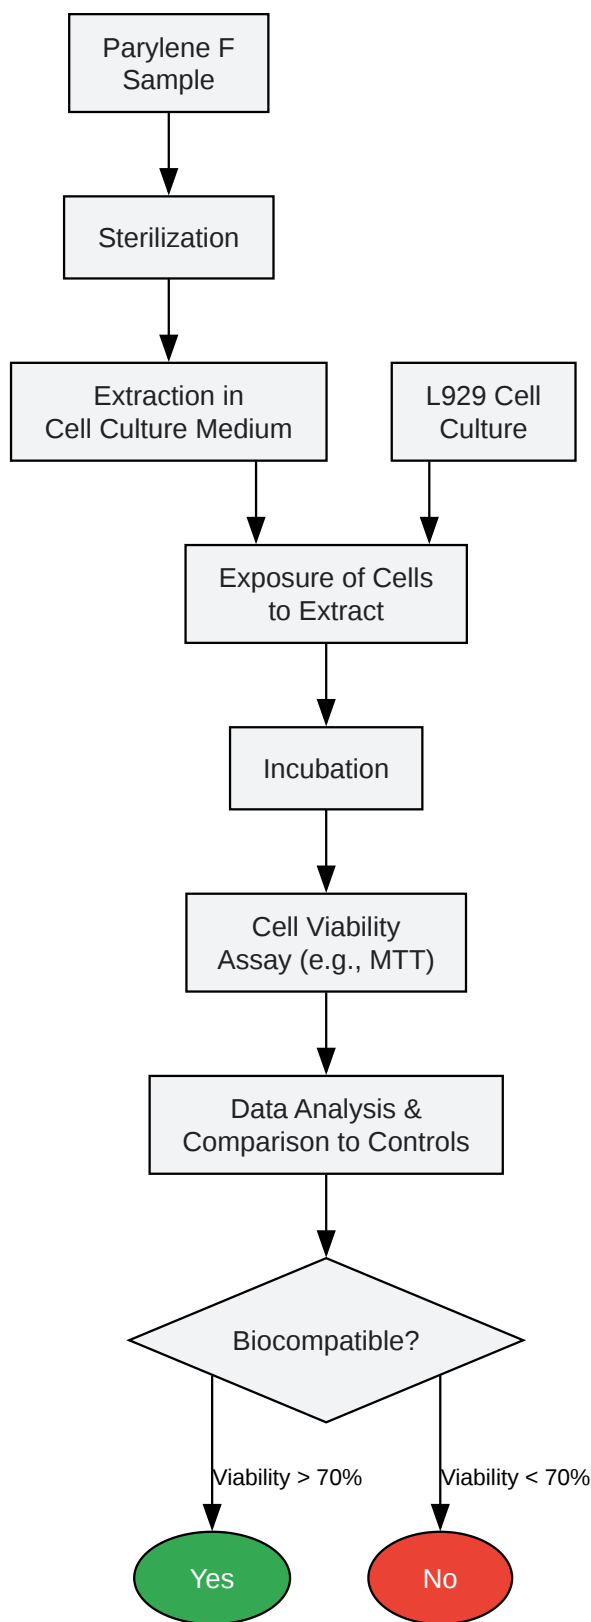 Parylene F
Sample
Sterilization
Extraction in
Cell Culture Medium
L929 Cell
Culture
Exposure of Cells
to Extract
Incubation
Cell Viability
Assay (e.g., MTT)
Data Analysis &
Comparison to Controls
Biocompatible?
Viability > 70%
Viability < 70%
Yes
No